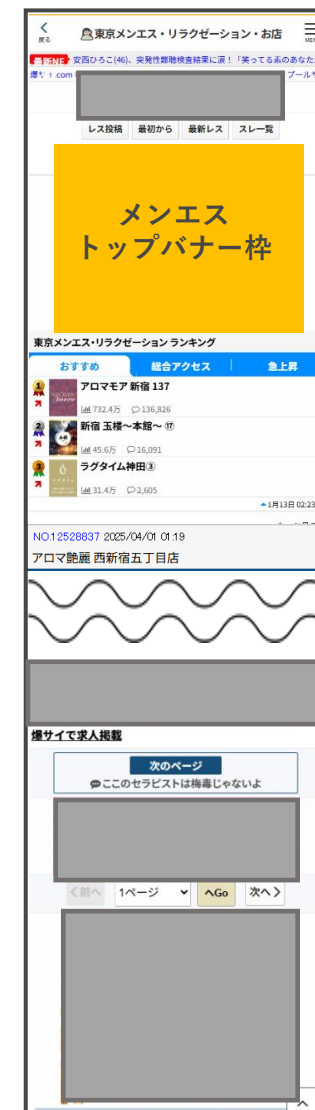 戻る
東京メンエス・リラクゼーション・お店
最新NE
安西ひろこ(46)、突発性難聴検査結果に涙！「笑ってる系のあなた
.com
プールサ
レス投稿 最初から 最新レス スレ一覧
メンエス
トップバナー枠
東京メンエス・リラクゼーション ランキング
おすすめ 総合アクセス 急上昇
1 アロマモア 新宿 137
732.4万 136,826
2 新宿 玉楼～本館～ ⑰
45.6万 16,091
3 ラグタイム神田③
31.4万 2,605
1月13日 02:23
NO.12528837 2025/04/01 01:19
アロマ艶麗 西新宿五丁目店
爆サイで求人掲載
次のページ
ここのセラピストは梅毒じゃないよ
前へ 1ページ へGo 次へ